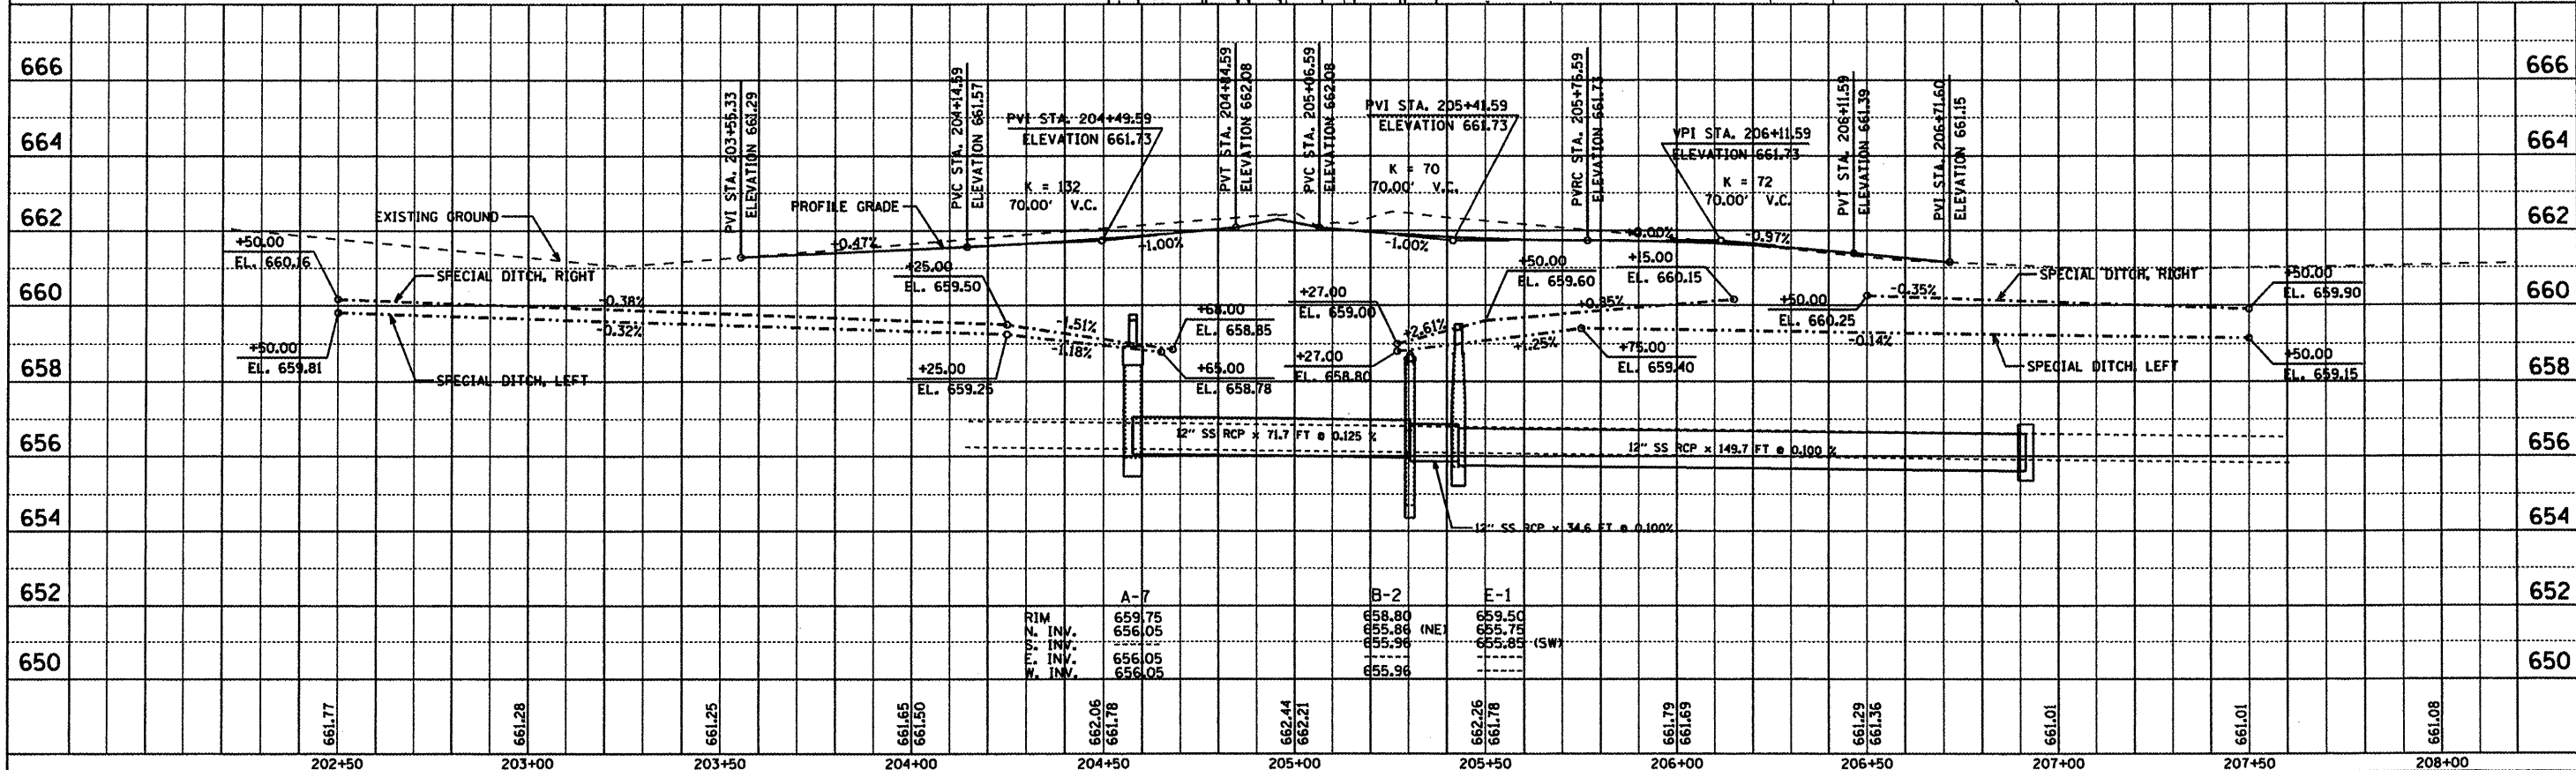 666
664
662
660
658
656
654
652
650
666
664
662
660
658
656
654
652
650
PVI STA. 203+55.33
ELEVATION 661.29
PVC STA. 204+14.59
ELEVATION 661.57
PVI STA. 204+49.59
ELEVATION 661.73
K = 132
70.00' V.C.
PVT STA. 204+84.59
ELEVATION 662.08
PVC STA. 205+06.59
ELEVATION 662.08
PVI STA. 205+41.59
ELEVATION 661.73
K = 70
70.00' V.C.
PVRC STA. 205+76.59
ELEVATION 661.73
VPI STA. 206+11.59
ELEVATION 661.73
K = 72
70.00' V.C.
PVT STA. 206+11.59
ELEVATION 661.39
PVI STA. 206+71.60
ELEVATION 661.15
EXISTING GROUND
PROFILE GRADE
-0.47%
-1.00%
-1.00%
+0.00%
-0.97%
+50.00
EL. 660.16
SPECIAL DITCH, RIGHT
-0.38%
-0.32%
+50.00
EL. 659.81
SPECIAL DITCH, LEFT
+25.00
EL. 659.50
+25.00
EL. 659.25
-1.51%
-1.18%
+68.00
EL. 658.85
+65.00
EL. 658.78
+27.00
EL. 659.00
+27.00
EL. 658.80
+2.61%
+1.25%
+50.00
EL. 659.60
+0.85%
+15.00
EL. 660.15
+75.00
EL. 659.40
+50.00
EL. 660.25
-0.35%
-0.14%
SPECIAL DITCH, RIGHT
+50.00
EL. 659.90
SPECIAL DITCH, LEFT
+50.00
EL. 659.15
12" SS RCP x 71.7 FT @ 0.125 %
12" SS RCP x 149.7 FT @ 0.100 %
12" SS RCP x 34.6 FT @ 0.100%
A-7 B-2 E-1
RIM 659.75 658.80 659.50
N. INV. 656.05 655.86 (NE) 655.75
S. INV. ------ 655.96 655.85 (SW)
E. INV. 656.05 ------ ------
W. INV. 656.05 655.96 ------
661.77
661.28
661.25
661.65
661.50
662.06
661.78
662.44
662.21
662.26
661.78
661.79
661.69
661.29
661.36
661.01
661.01
661.08
202+50 203+00 203+50 204+00 204+50 205+00 205+50 206+00 206+50 207+00 207+50 208+00